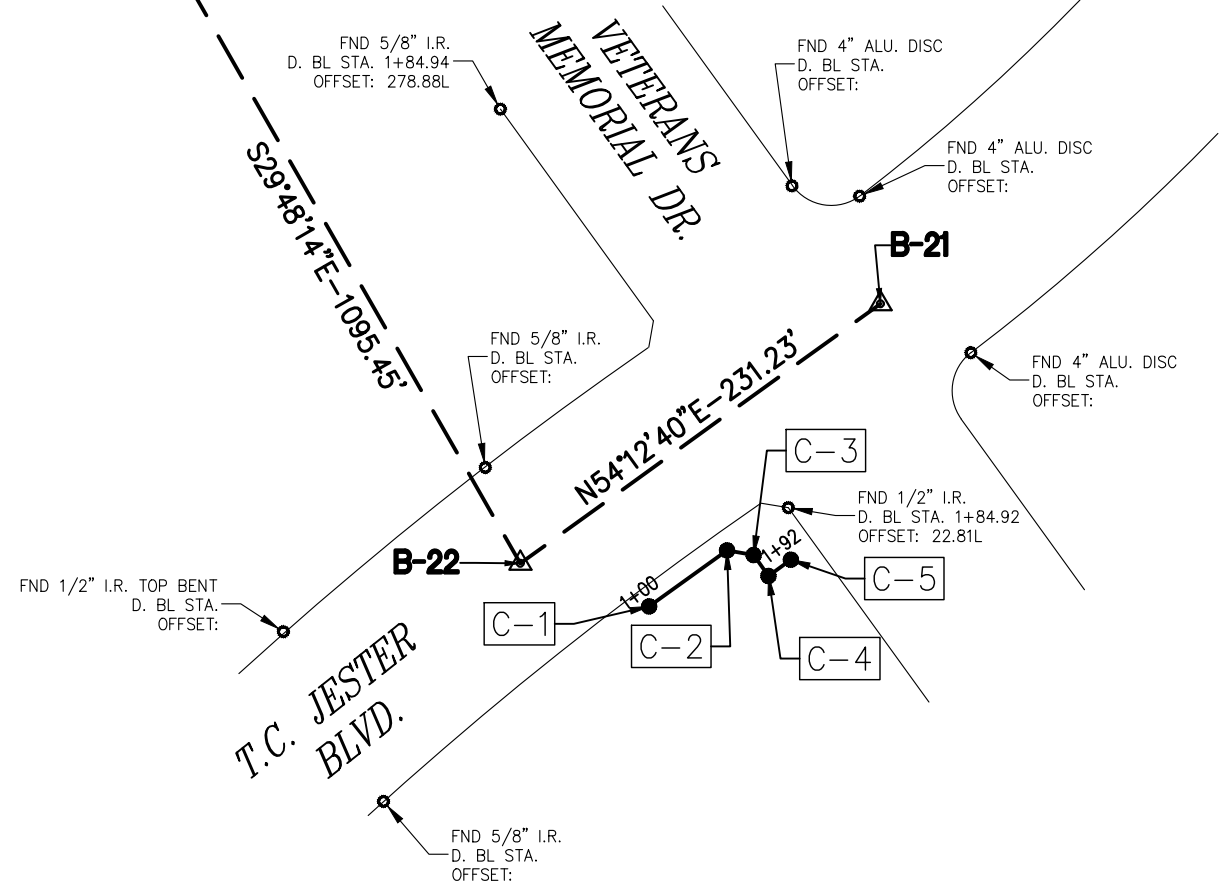 FND 5/8" I.R.
D. BL STA. 1+84.94
OFFSET: 278.88L
VETERANS
MEMORIAL DR.
FND 4" ALU. DISC
D. BL STA.
OFFSET:
FND 4" ALU. DISC
D. BL STA.
OFFSET:
S29°48'14"E-1095.45'
B-21
FND 5/8" I.R.
D. BL STA.
OFFSET:
N54°12'40"E-231.23'
FND 4" ALU. DISC
D. BL STA.
OFFSET:
C-3
FND 1/2" I.R.
D. BL STA. 1+84.92
OFFSET: 22.81L
B-22
1+92
C-5
FND 1/2" I.R. TOP BENT
D. BL STA.
OFFSET:
1+00
C-1
C-2
C-4
T.C. JESTER
BLVD.
FND 5/8" I.R.
D. BL STA.
OFFSET: